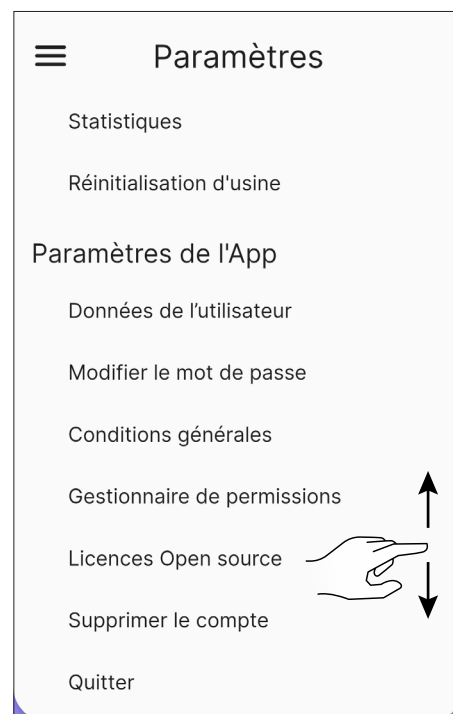 Paramètres
Statistiques
Réinitialisation d'usine
Paramètres de l'App
Données de l’utilisateur
Modifier le mot de passe
Conditions générales
Gestionnaire de permissions
Licences Open source
Supprimer le compte
Quitter